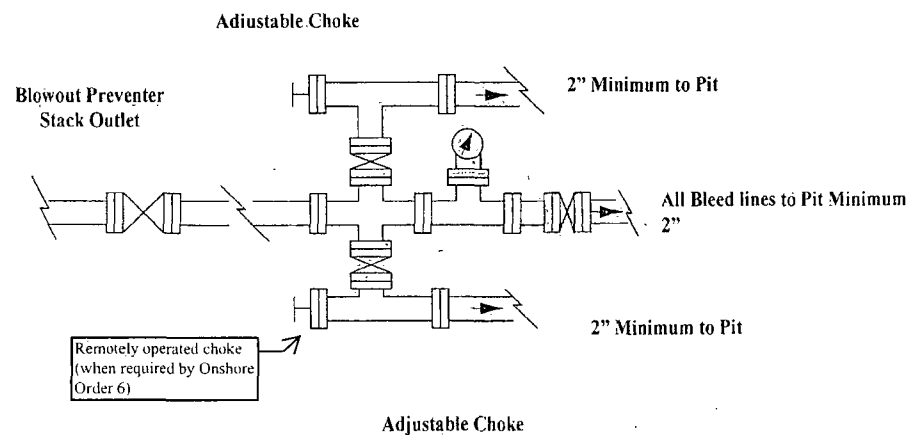 Adiustable Choke
2" Minimum to Pit
Blowout Preventer
Stack Outlet
All Bleed lines to Pit Minimum
2"
2" Minimum to Pit
Remotely operated choke
(when required by Onshore
Order 6)
Adjustable Choke